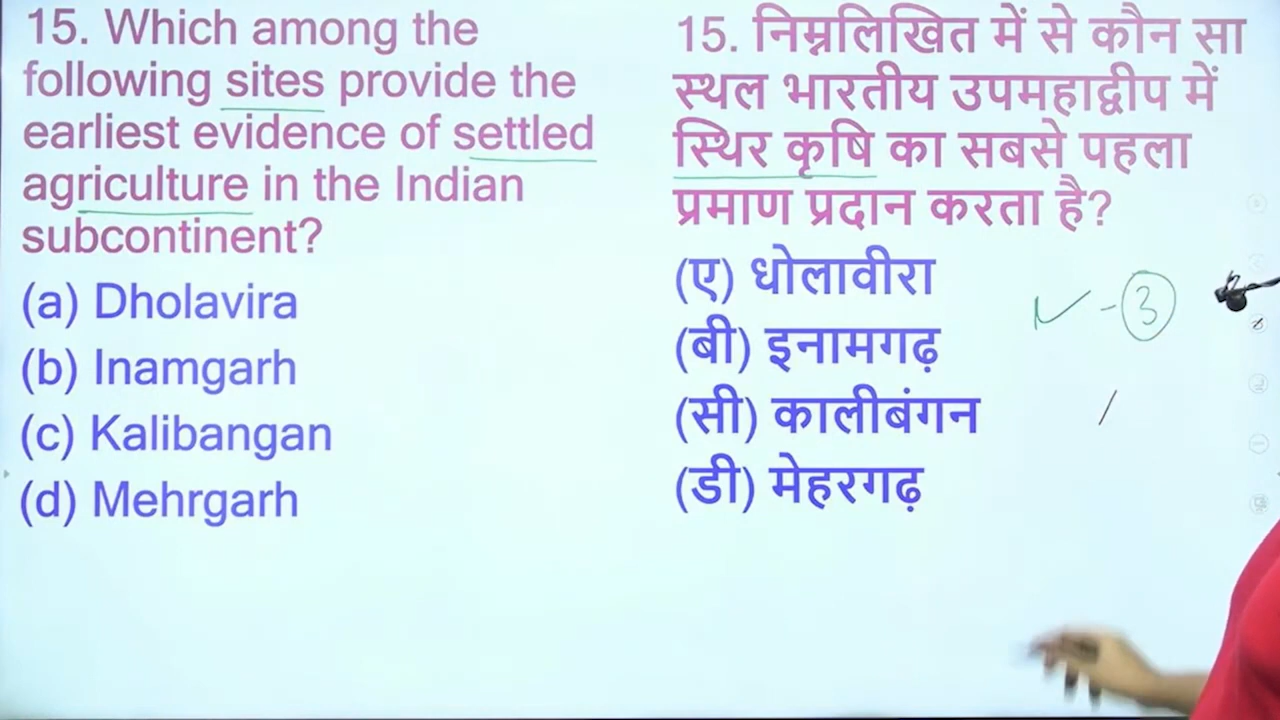 15. Which among the
following sites provide the
earliest evidence of settled
agriculture in the Indian
subcontinent?
(a) Dholavira
(b) Inamgarh
(c) Kalibangan
(d) Mehrgarh
15. निम्नलिखित में से कौन सा
स्थल भारतीय उपमहाद्वीप में
स्थिर कृषि का सबसे पहला
प्रमाण प्रदान करता है?
(ए) धोलावीरा
(बी) इनामगढ़
(सी) कालीबंगन
(डी) मेहरगढ़
N - 3